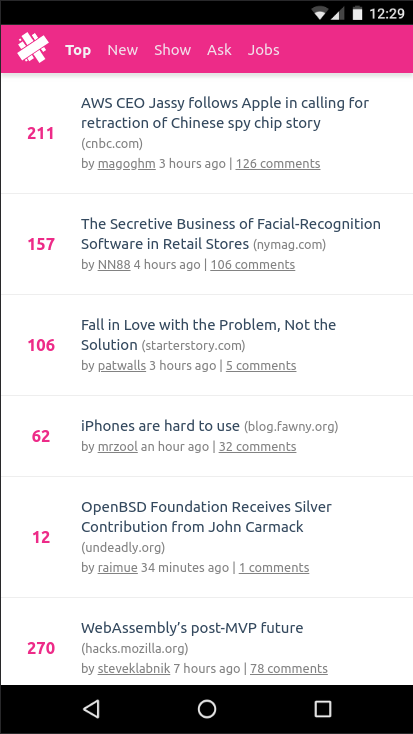 12:29
Top New Show Ask Jobs
211
AWS CEO Jassy follows Apple in calling for
retraction of Chinese spy chip story
(cnbc.com)
by magoghm 3 hours ago | 126 comments
157
The Secretive Business of Facial-Recognition
Software in Retail Stores (nymag.com)
by NN88 4 hours ago | 106 comments
106
Fall in Love with the Problem, Not the
Solution (starterstory.com)
by patwalls 3 hours ago | 5 comments
62
iPhones are hard to use (blog.fawny.org)
by mrzool an hour ago | 32 comments
12
OpenBSD Foundation Receives Silver
Contribution from John Carmack
(undeadly.org)
by raimue 34 minutes ago | 1 comments
270
WebAssembly’s post-MVP future
(hacks.mozilla.org)
by steveklabnik 7 hours ago | 78 comments